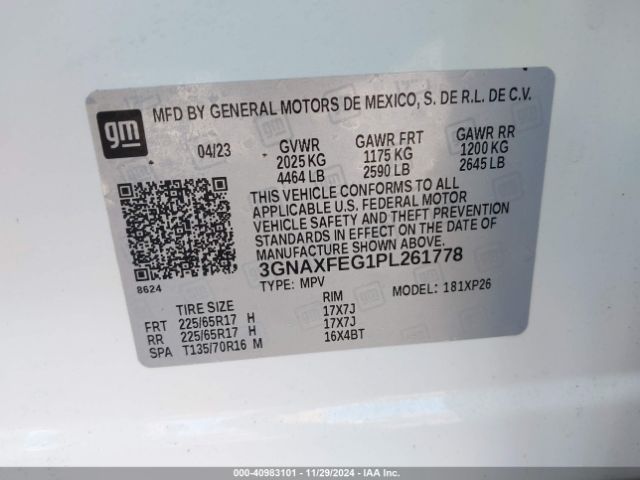 MFD BY GENERAL MOTORS DE MEXICO, S. DE R.L. DE C.V.
gm
04/23
GVWR GAWR FRT GAWR RR
2025 KG 1175 KG 1200 KG
4464 LB 2590 LB 2645 LB
THIS VEHICLE CONFORMS TO ALL
APPLICABLE U.S. FEDERAL MOTOR
VEHICLE SAFETY AND THEFT PREVENTION
STANDARDS IN EFFECT ON THE DATE OF
MANUFACTURE SHOWN ABOVE.
3GNAXFEG1PL261778
8624
TYPE: MPV MODEL: 181XP26
TIRE SIZE RIM
FRT 225/65R17 H 17X7J
RR 225/65R17 H 17X7J
SPA T135/70R16 M 16X4BT
000-40983101 - 11/29/2024 - IAAI.COM